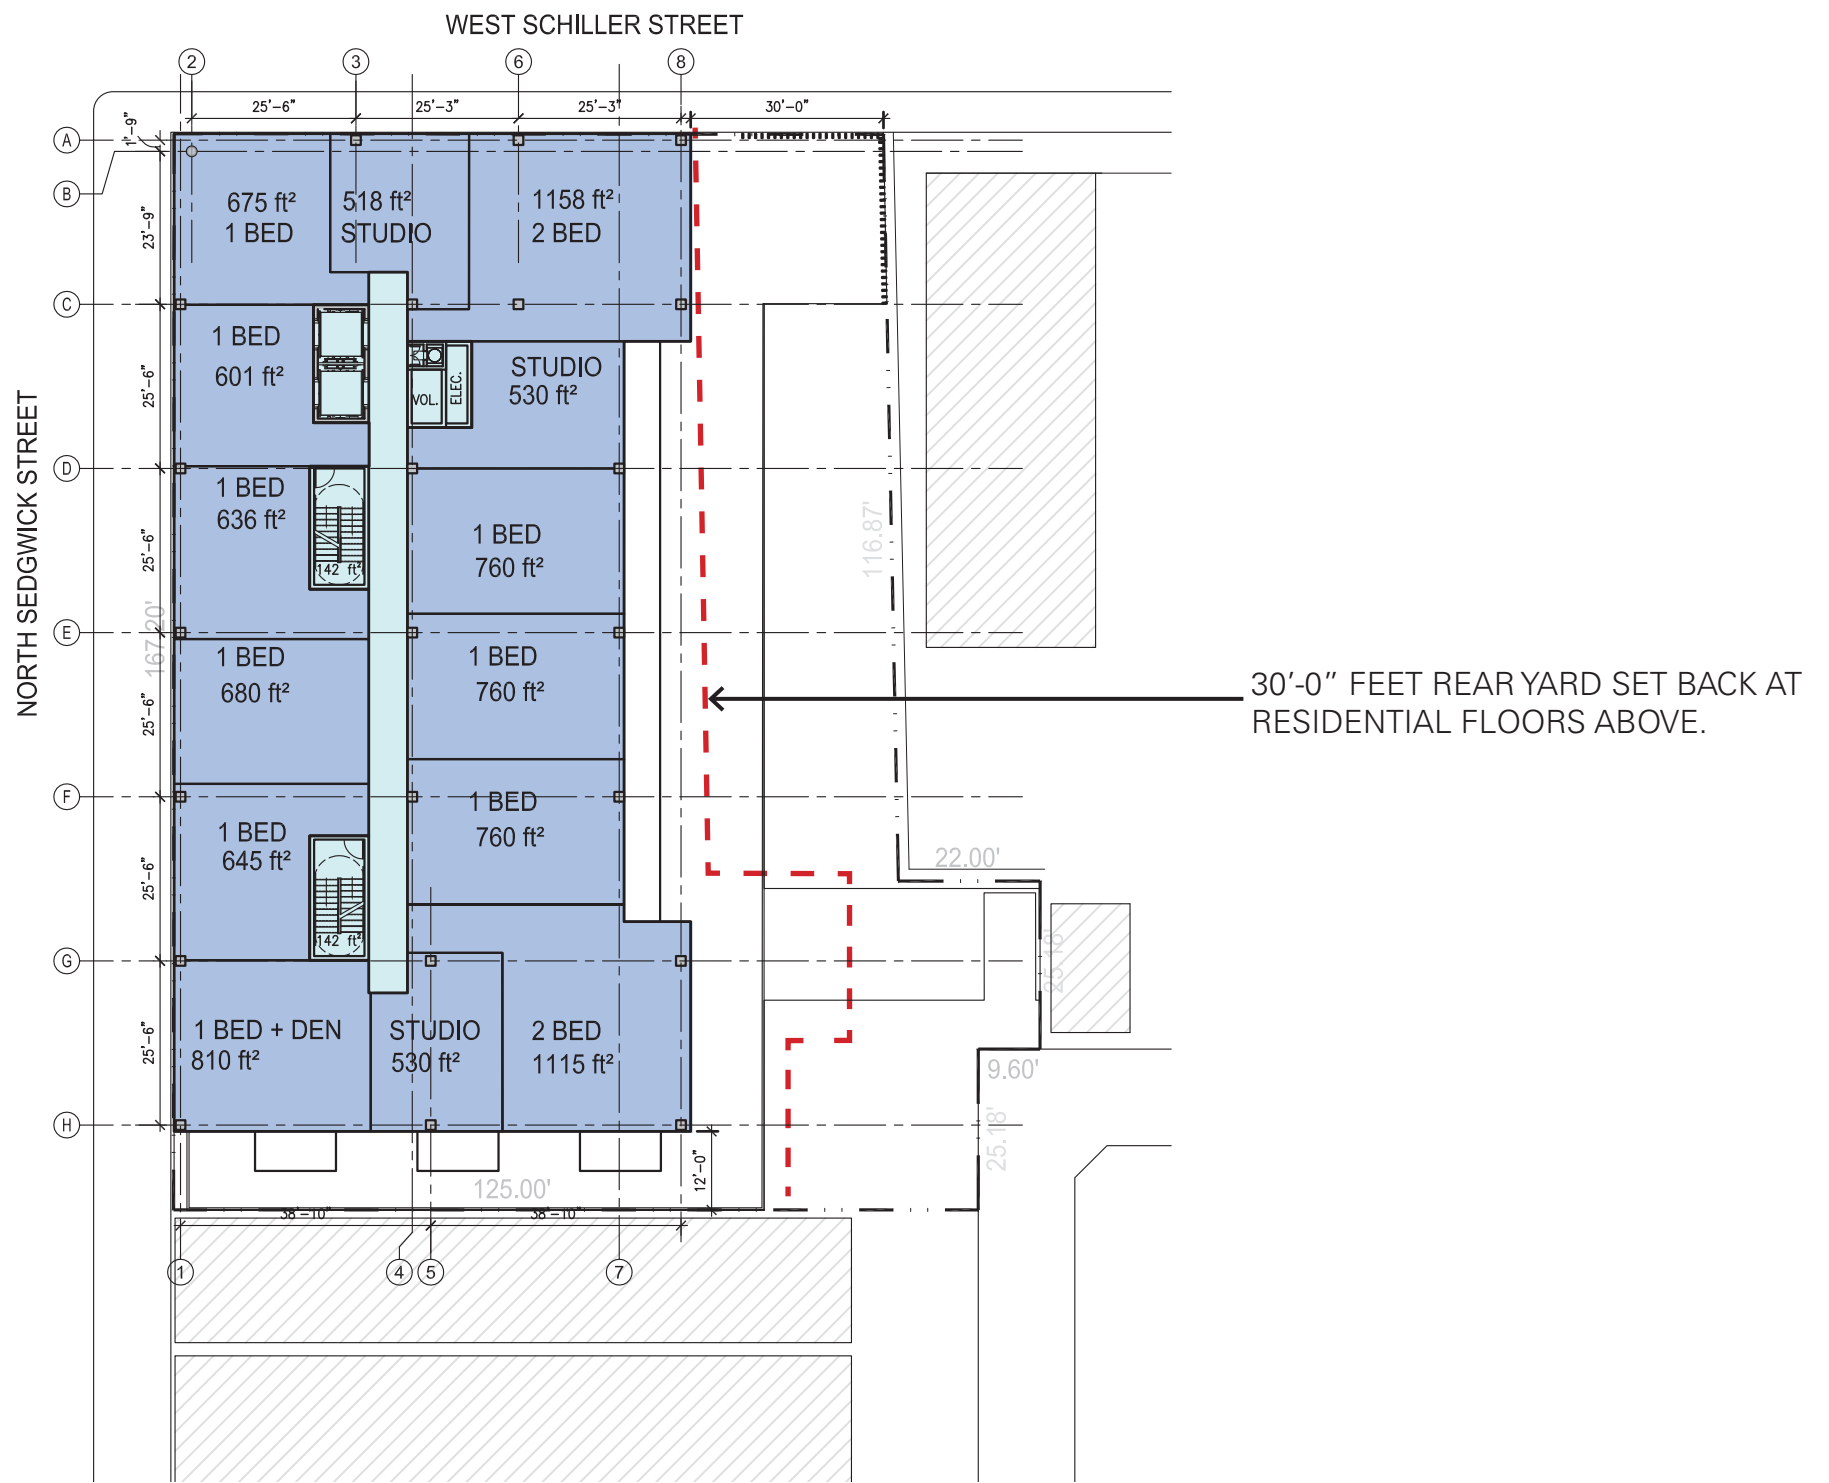 WEST SCHILLER STREET
2 3 6 8
25'-6" 25'-3" 25'-3" 30'-0"
1'-9"
A
B
675 ft² 518 ft² 1158 ft²
1 BED STUDIO 2 BED
23'-9"
C
1 BED
601 ft²
STUDIO
530 ft²
VOL.
ELEC.
25'-6"
NORTH SEDGWICK STREET
D
1 BED
636 ft²
142 ft²
1 BED
760 ft²
25'-6"
116.87'
E
167.20'
1 BED
680 ft²
1 BED
760 ft²
25'-6"
30'-0" FEET REAR YARD SET BACK AT
RESIDENTIAL FLOORS ABOVE.
F
1 BED
645 ft²
142 ft²
1 BED
760 ft²
25'-6"
22.00'
25.18'
G
1 BED + DEN
810 ft²
STUDIO
530 ft²
2 BED
1115 ft²
25'-6"
9.60'
25.18'
H
12'-0"
125.00'
38'-10" 38'-10"
1 4 5 7